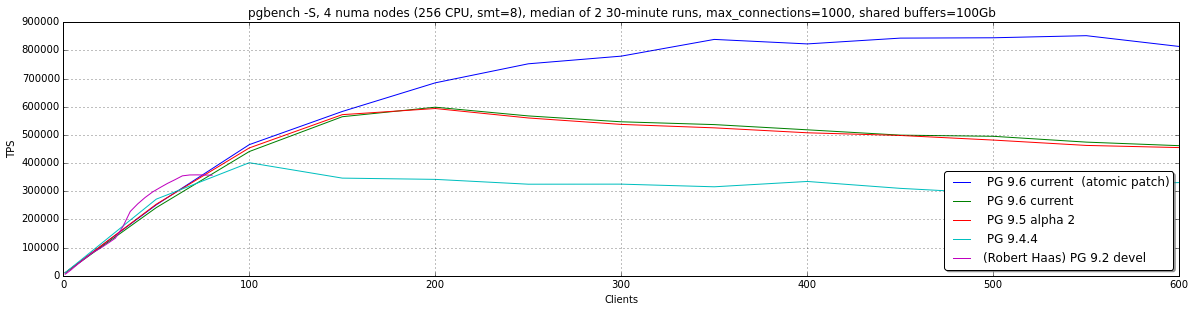 pgbench -S, 4 numa nodes (256 CPU, smt=8), median of 2 30-minute runs, max_connections=1000, shared buffers=100Gb
900000
800000
700000
600000
500000
400000
300000
200000
100000
0
TPS
PG 9.6 current (atomic patch)
PG 9.6 current
PG 9.5 alpha 2
PG 9.4.4
(Robert Haas) PG 9.2 devel
0 100 200 300 400 500 600
Clients